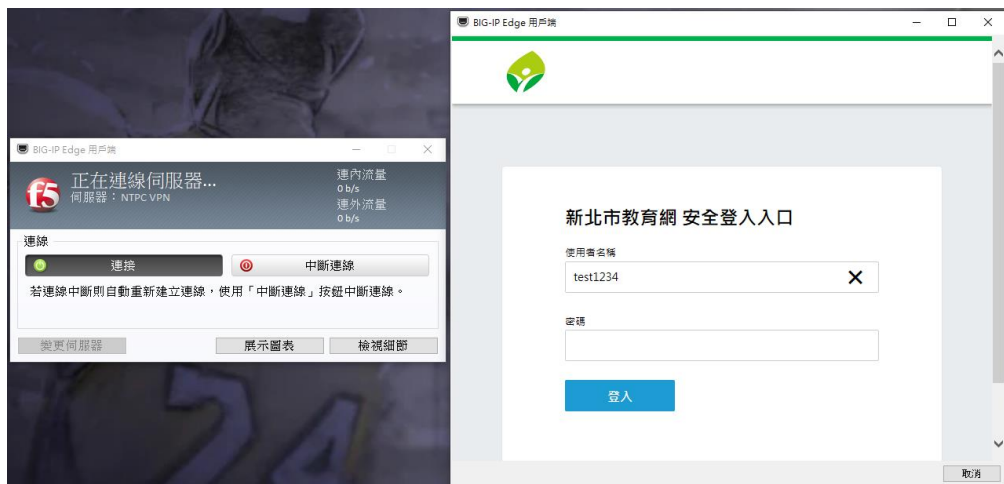 BIG-IP Edge 用戶端
正在連線伺服器...
伺服器：NTPC VPN
連內流量
0 b/s
連外流量
0 b/s
連線
連接
中斷連線
若連線中斷則自動重新建立連線，使用「中斷連線」按鈕中斷連線。
變更伺服器
展示圖表
檢視細節
BIG-IP Edge 用戶端
新北市教育網 安全登入入口
使用者名稱
test1234
密碼
登入
取消
f5
24